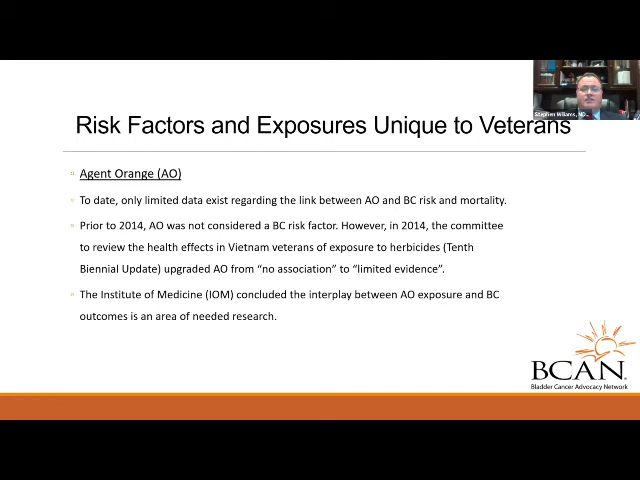 Stephen Wiliams, MD...
Risk Factors and Exposures Unique to Veterans
Agent Orange (AO)
To date, only limited data exist regarding the link between AO and BC risk and mortality.
Prior to 2014, AO was not considered a BC risk factor. However, in 2014, the committee
to review the health effects in Vietnam veterans of exposure to herbicides (Tenth
Biennial Update) upgraded AO from “no association” to “limited evidence”.
The Institute of Medicine (IOM) concluded the interplay between AO exposure and BC
outcomes is an area of needed research.
BCAN®
Bladder Cancer Advocacy Network